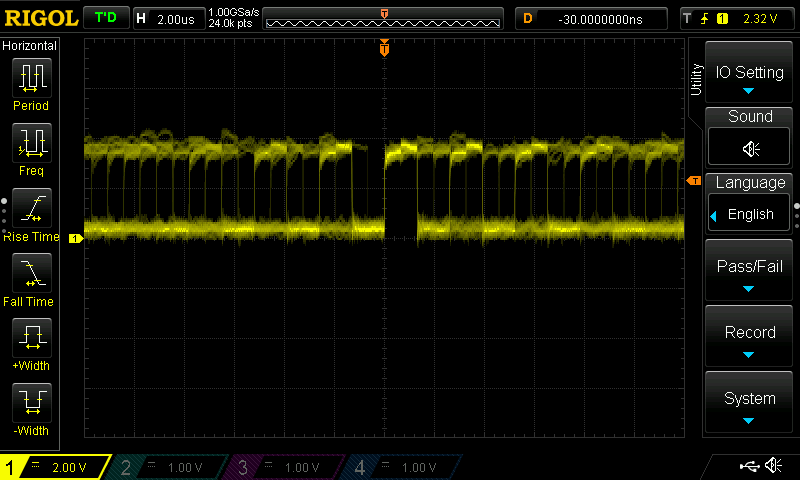 RIGOL T'D H 2.00us 1.00GSa/s
24.0k pts T D -30.0000000ns T 1 2.32 V
Horizontal
Period
Freq
Rise Time
Fall Time
+Width
-Width
T
T
1
Utility
IO Setting
Sound
Language
English
Pass/Fail
Record
System
1 2.00 V 2 1.00 V 3 1.00 V 4 1.00 V